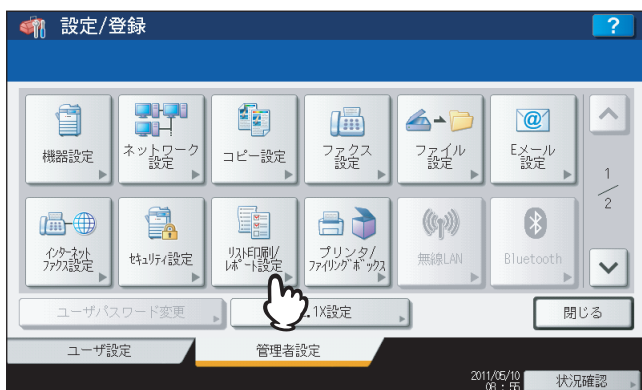 設定/登録
?
機器設定
ネットワーク
設定
コピー設定
ファクス
設定
ファイル
設定
Eメール
設定
1
2
インターネット
ファクス設定
セキュリティ設定
リスト印刷/
レポート設定
プリンタ/
ファイリングボックス
無線LAN
Bluetooth
ユーザパスワード変更
.1X設定
閉じる
ユーザ設定
管理者設定
2011/05/10
08 : 55
状況確認